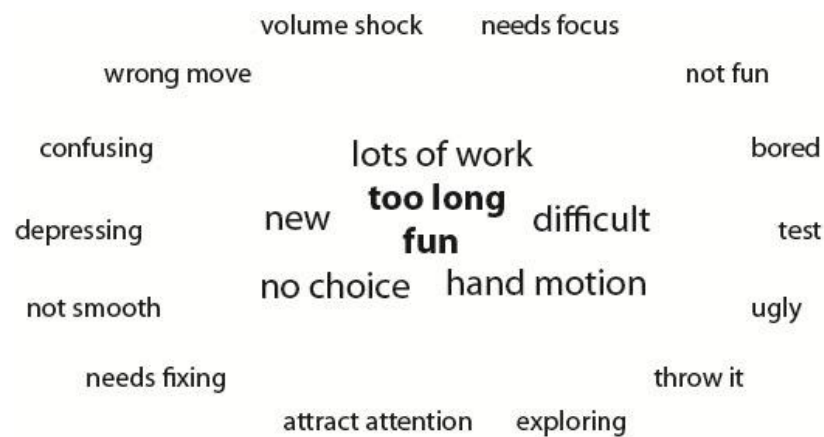 volume shock needs focus
wrong move not fun
confusing lots of work bored
too long
new difficult
depressing fun test
no choice hand motion
not smooth ugly
needs fixing throw it
attract attention exploring